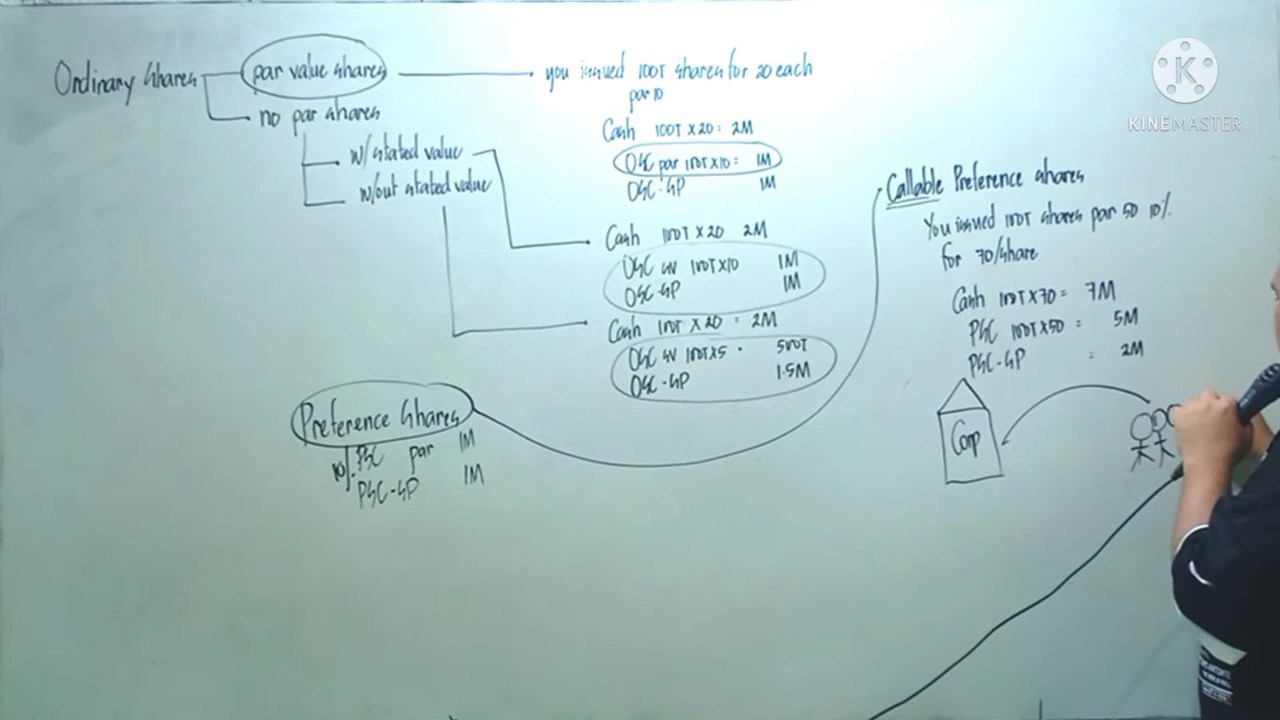 Ordinary Shares
par value shares
no par shares
w/ stated value
w/out stated value
you issued 100T shares for 20 each
par 10
Cash 100T X 20 = 2M
OSC par 100T X 10 = 1M
OSC-SP 1M
Cash 100T X 20 2M
OSC SV 100T X 10 1M
OSC-SP 1M
Cash 100T X 20 = 2M
OSC SV 100T X 5 = 500T
OSC-SP 1.5M
Preference Shares
10% PSC par 1M
PSC-SP 1M
Callable Preference shares
You issued 100T shares par 50 10%
for 70/share
Cash 100T X 70 = 7M
PSC 100T X 50 = 5M
PSC-SP = 2M
Corp
KINEMASTER